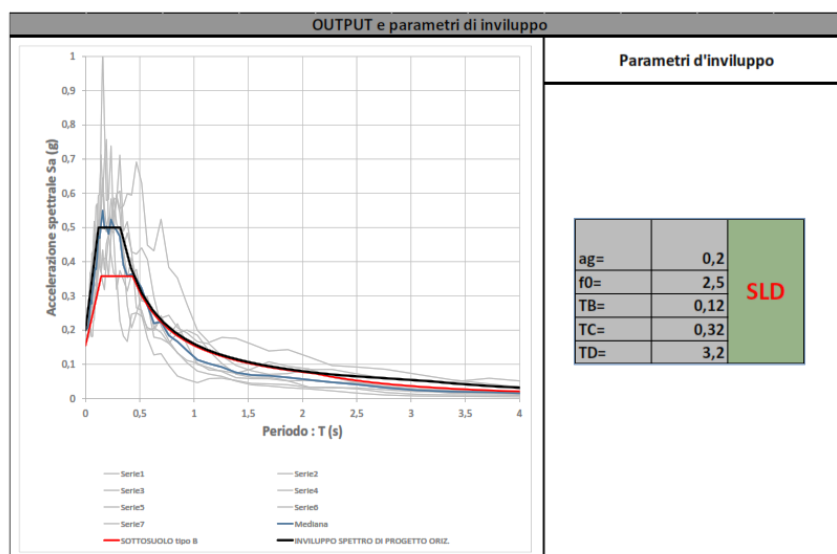 OUTPUT e parametri di inviluppo
Parametri d'inviluppo
Accelerazione spettrale Sa (g)
1
0,9
0,8
0,7
0,6
0,5
0,4
0,3
0,2
0,1
0
0
0,5
1
1,5
2
2,5
3
3,5
4
Periodo : T (s)
Serie1
Serie2
Serie3
Serie4
Serie5
Serie6
Serie7
Mediana
SOTTOSUOLO tipo B
INVILUPPO SPETTRO DI PROGETTO ORIZ.
ag= 0,2
f0= 2,5
TB= 0,12
TC= 0,32
TD= 3,2
SLD